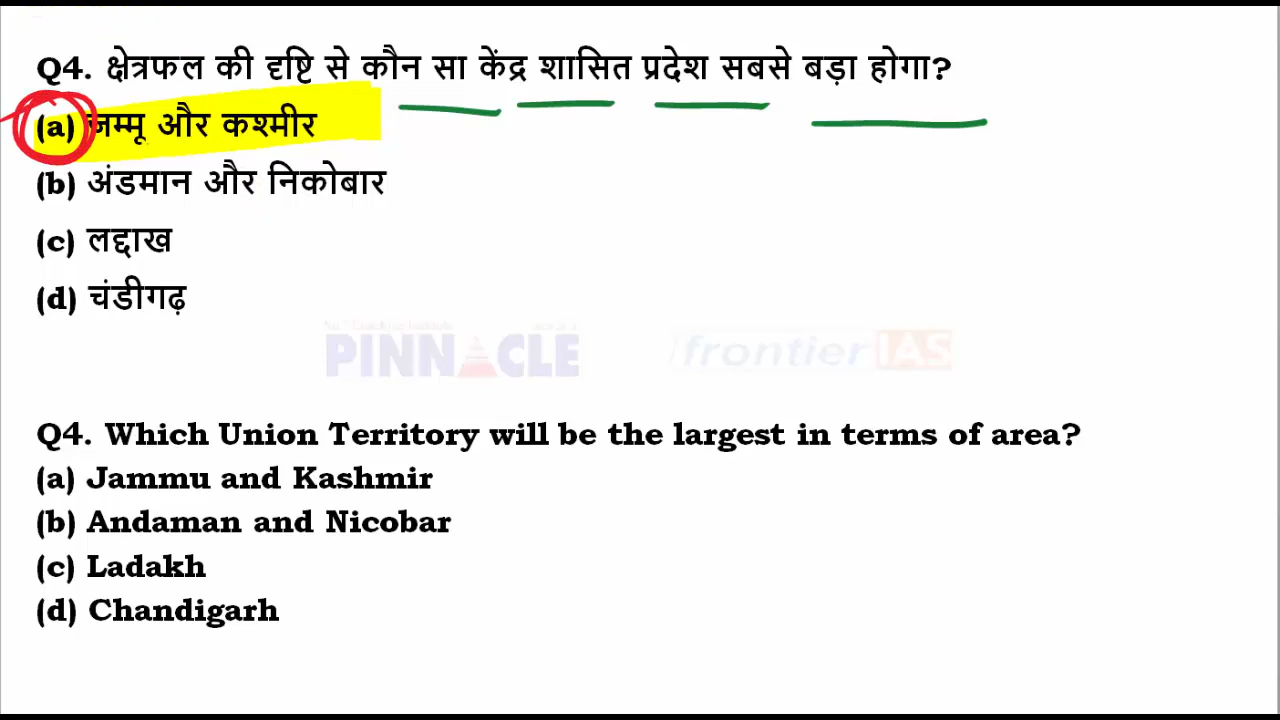 Q4. क्षेत्रफल की दृष्टि से कौन सा केंद्र शासित प्रदेश सबसे बड़ा होगा?
(a) जम्मू और कश्मीर
(b) अंडमान और निकोबार
(c) लद्दाख
(d) चंडीगढ़
PINNACLE frontier IAS
Q4. Which Union Territory will be the largest in terms of area?
(a) Jammu and Kashmir
(b) Andaman and Nicobar
(c) Ladakh
(d) Chandigarh